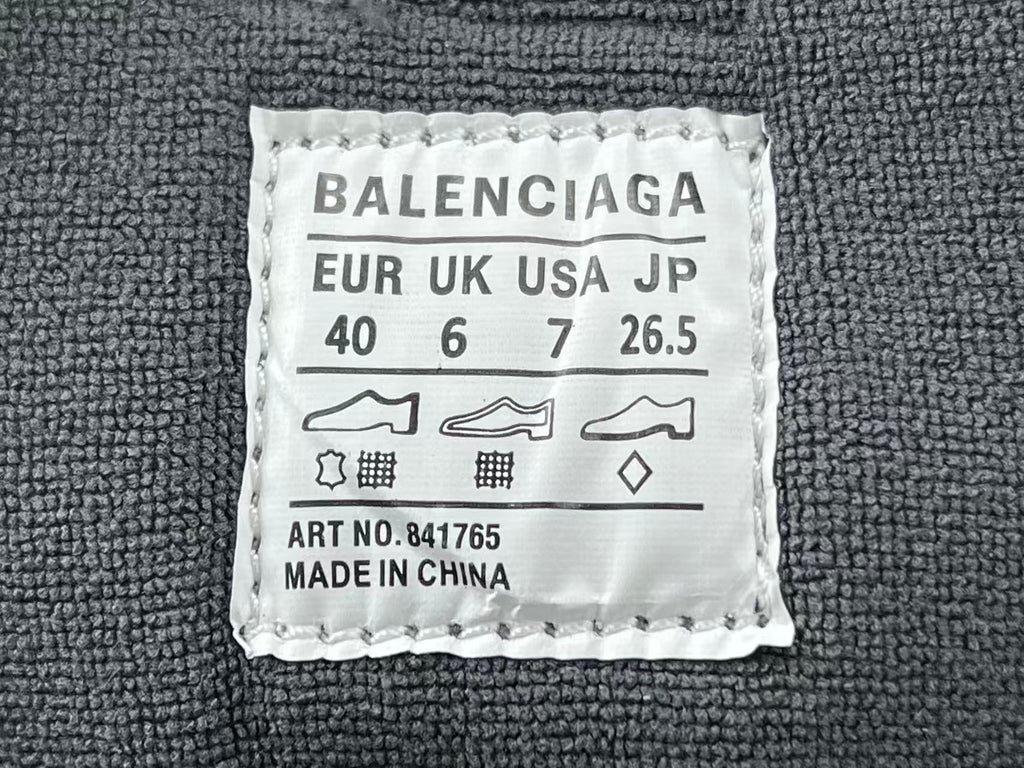 BALENCIAGA
EUR UK USA JP
40 6 7 26.5
ART NO. 841765
MADE IN CHINA